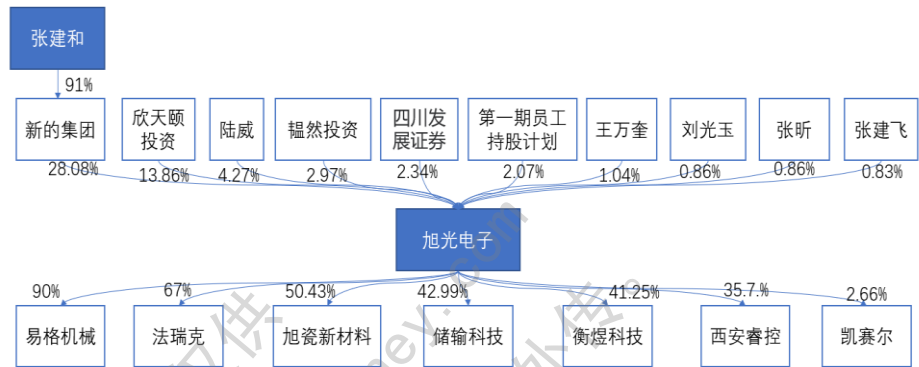 张建和
91%
新的集团
欣天颐
投资
陆威
韫然投资
四川发
展证券
第一期员工
持股计划
王万奎
刘光玉
张昕
张建飞
28.08%
13.86%
4.27%
2.97%
2.34%
2.07%
1.04%
0.86%
0.86%
0.83%
旭光电子
90%
67%
50.43%
42.99%
41.25%
35.7.%
2.66%
易格机械
法瑞克
旭瓷新材料
储输科技
衡煜科技
西安睿控
凯赛尔